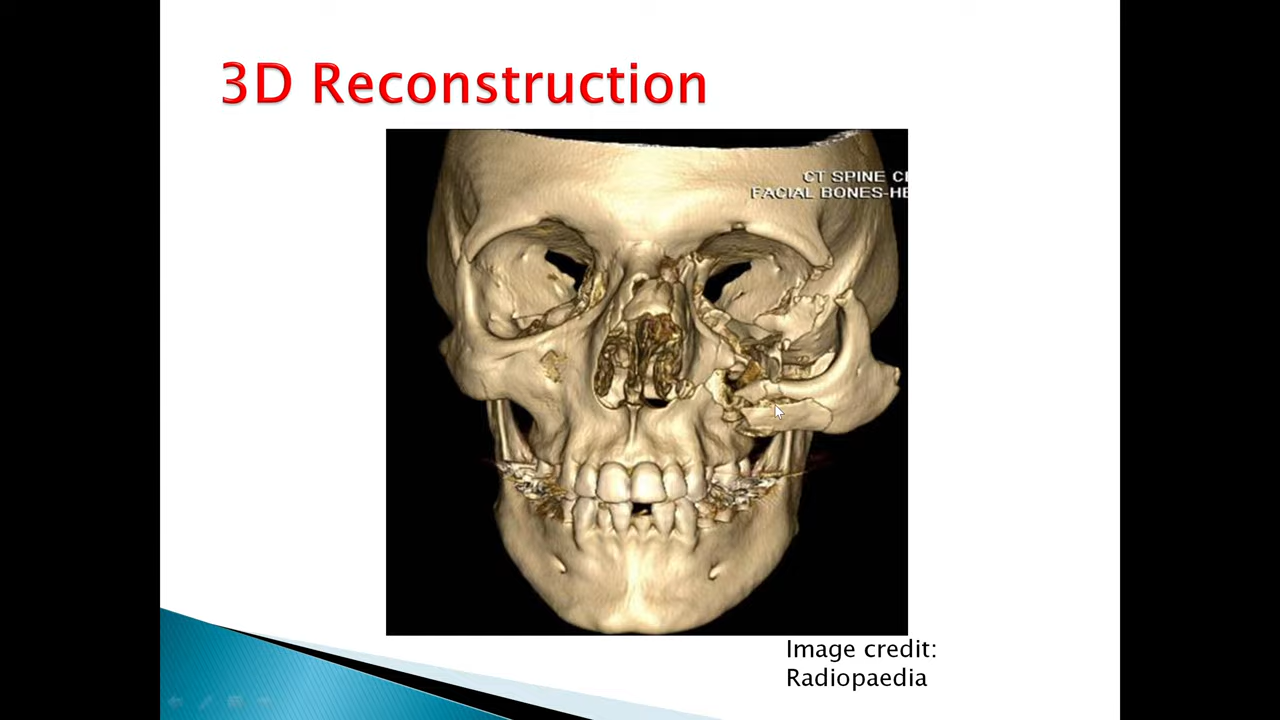 3D Reconstruction
CT SPINE
FACIAL BONES-HE
Image credit:
Radiopaedia